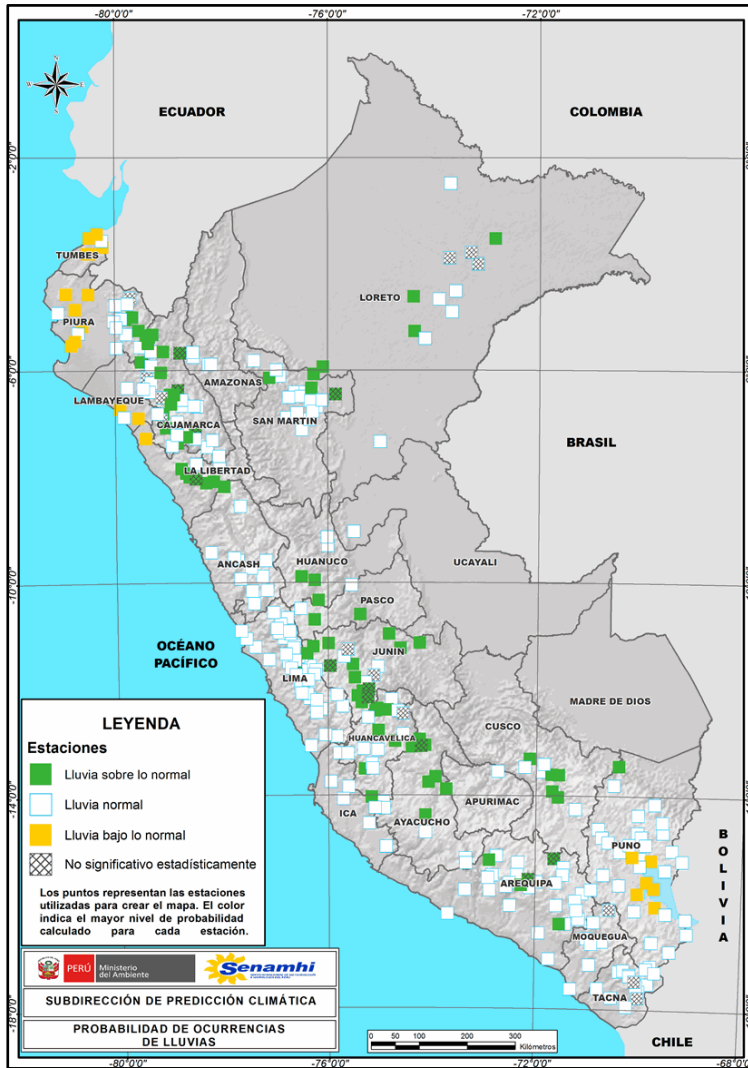 -80°0'0"
-76°0'0"
-72°0'0"
N
W
E
S
ECUADOR
COLOMBIA
-2°0'0"
TUMBES
LORETO
PIURA
-6°0'0"
AMAZONAS
LAMBAYEQUE
SAN MARTIN
CAJAMARCA
BRASIL
LA LIBERTAD
ANCASH
HUANUCO
UCAYALI
-10°0'0"
PASCO
OCÉANO
PACÍFICO
JUNIN
LIMA
MADRE DE DIOS
CUSCO
HUANCAVELICA
APURIMAC
ICA
AYACUCHO
-14°0'0"
PUNO
BOLIVIA
AREQUIPA
MOQUEGUA
TACNA
-18°0'0"
CHILE
LEYENDA
Estaciones
Lluvia sobre lo normal
Lluvia normal
Lluvia bajo lo normal
No significativo estadísticamente
Los puntos representan las estaciones
utilizadas para crear el mapa. El color
indica el mayor nivel de probabilidad
calculado para cada estación.
PERÚ
Ministerio
del Ambiente
Senamhi
SUBDIRECCIÓN DE PREDICCIÓN CLIMÁTICA
PROBABILIDAD DE OCURRENCIAS
DE LLUVIAS
0 50 100 200 300
Kilómetros
-80°0'0"
-76°0'0"
-72°0'0"
-68°0'0"